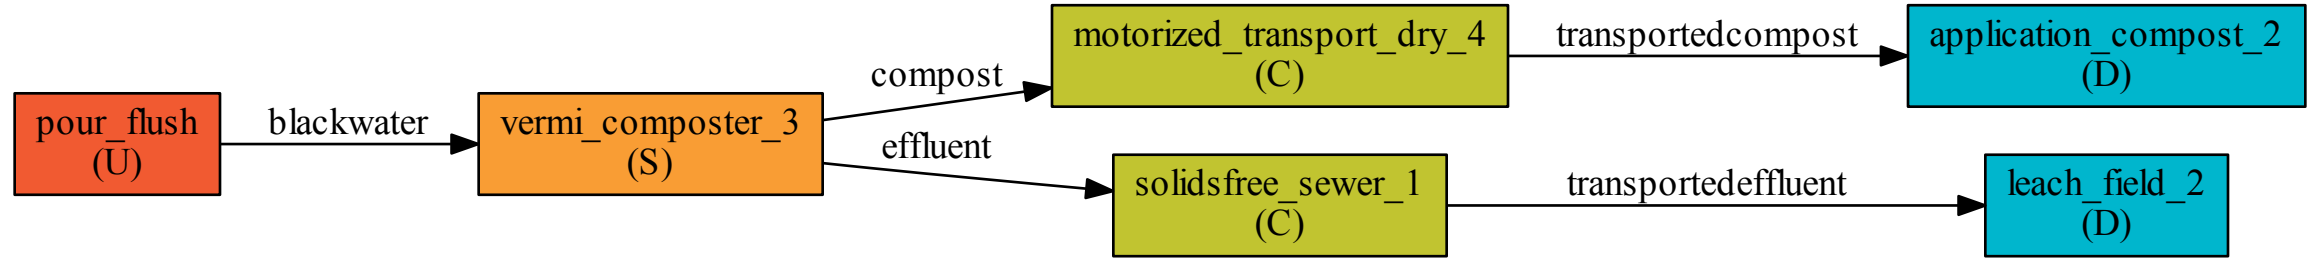 pour_flush
(U)
blackwater
vermi_composter_3
(S)
compost
effluent
motorized_transport_dry_4
(C)
transportedcompost
application_compost_2
(D)
solidsfree_sewer_1
(C)
transportedeffluent
leach_field_2
(D)